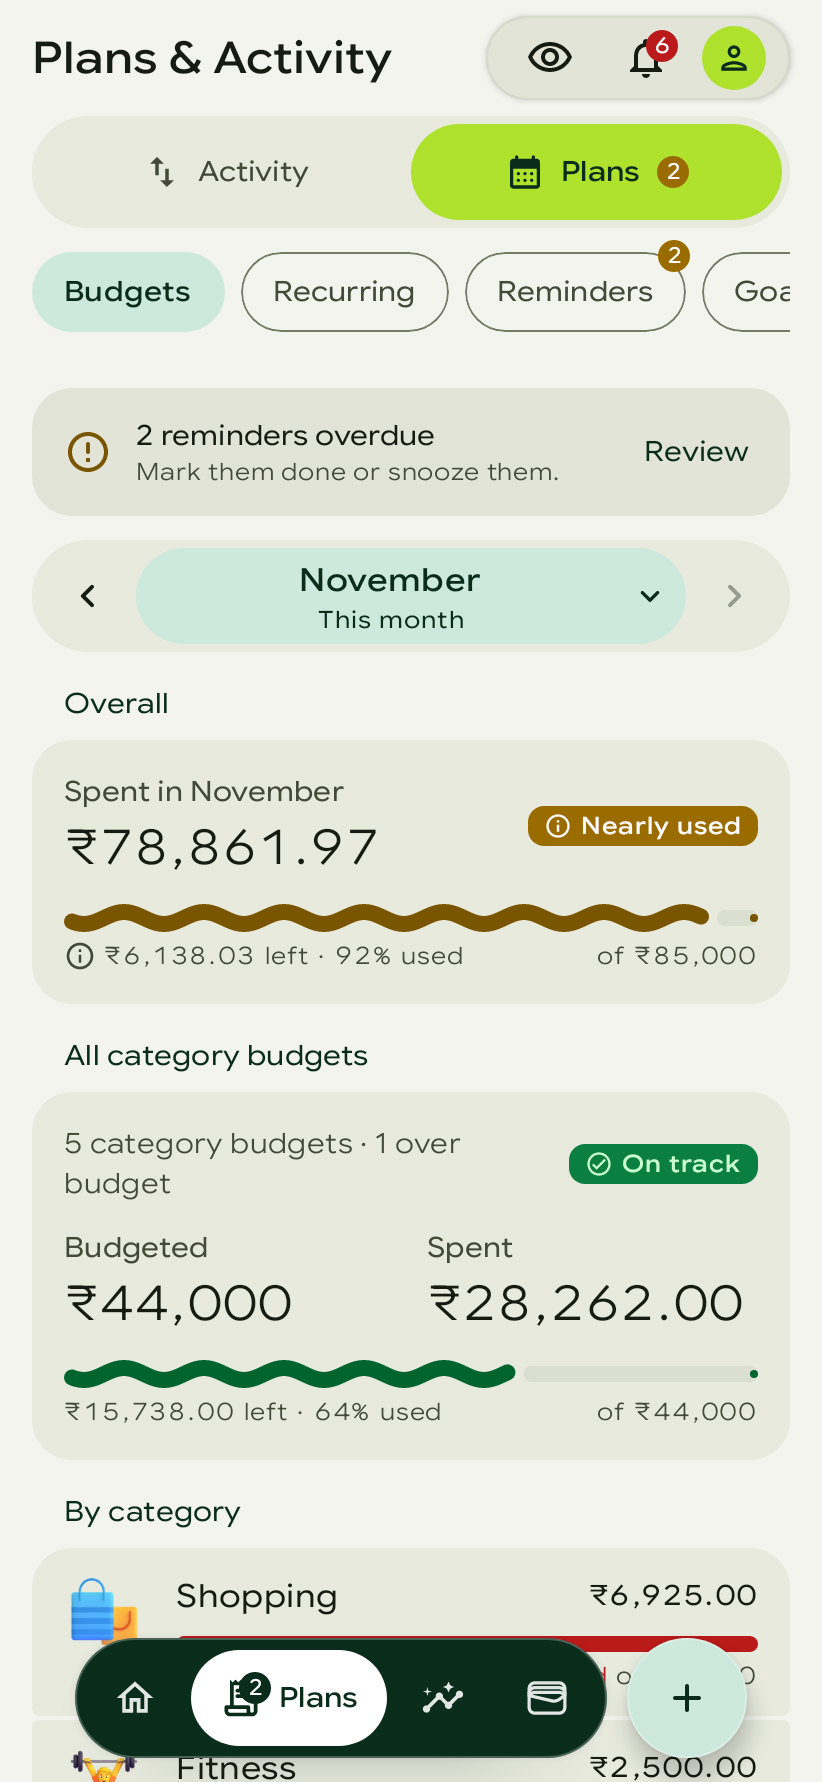 Plans & Activity
6
Activity
Plans 2
2
Budgets
Recurring
Reminders
2 reminders overdue
Mark them done or snooze them.
Review
November
This month
Overall
Spent in November
₹78,861.97
Nearly used
₹6,138.03 left · 92% used
of ₹85,000
All category budgets
5 category budgets · 1 over
budget
On track
Budgeted
Spent
₹44,000
₹28,262.00
₹15,738.00 left · 64% used
of ₹44,000
By category
Shopping
₹6,925.00
2
Plans
Fitness
₹2,500.00